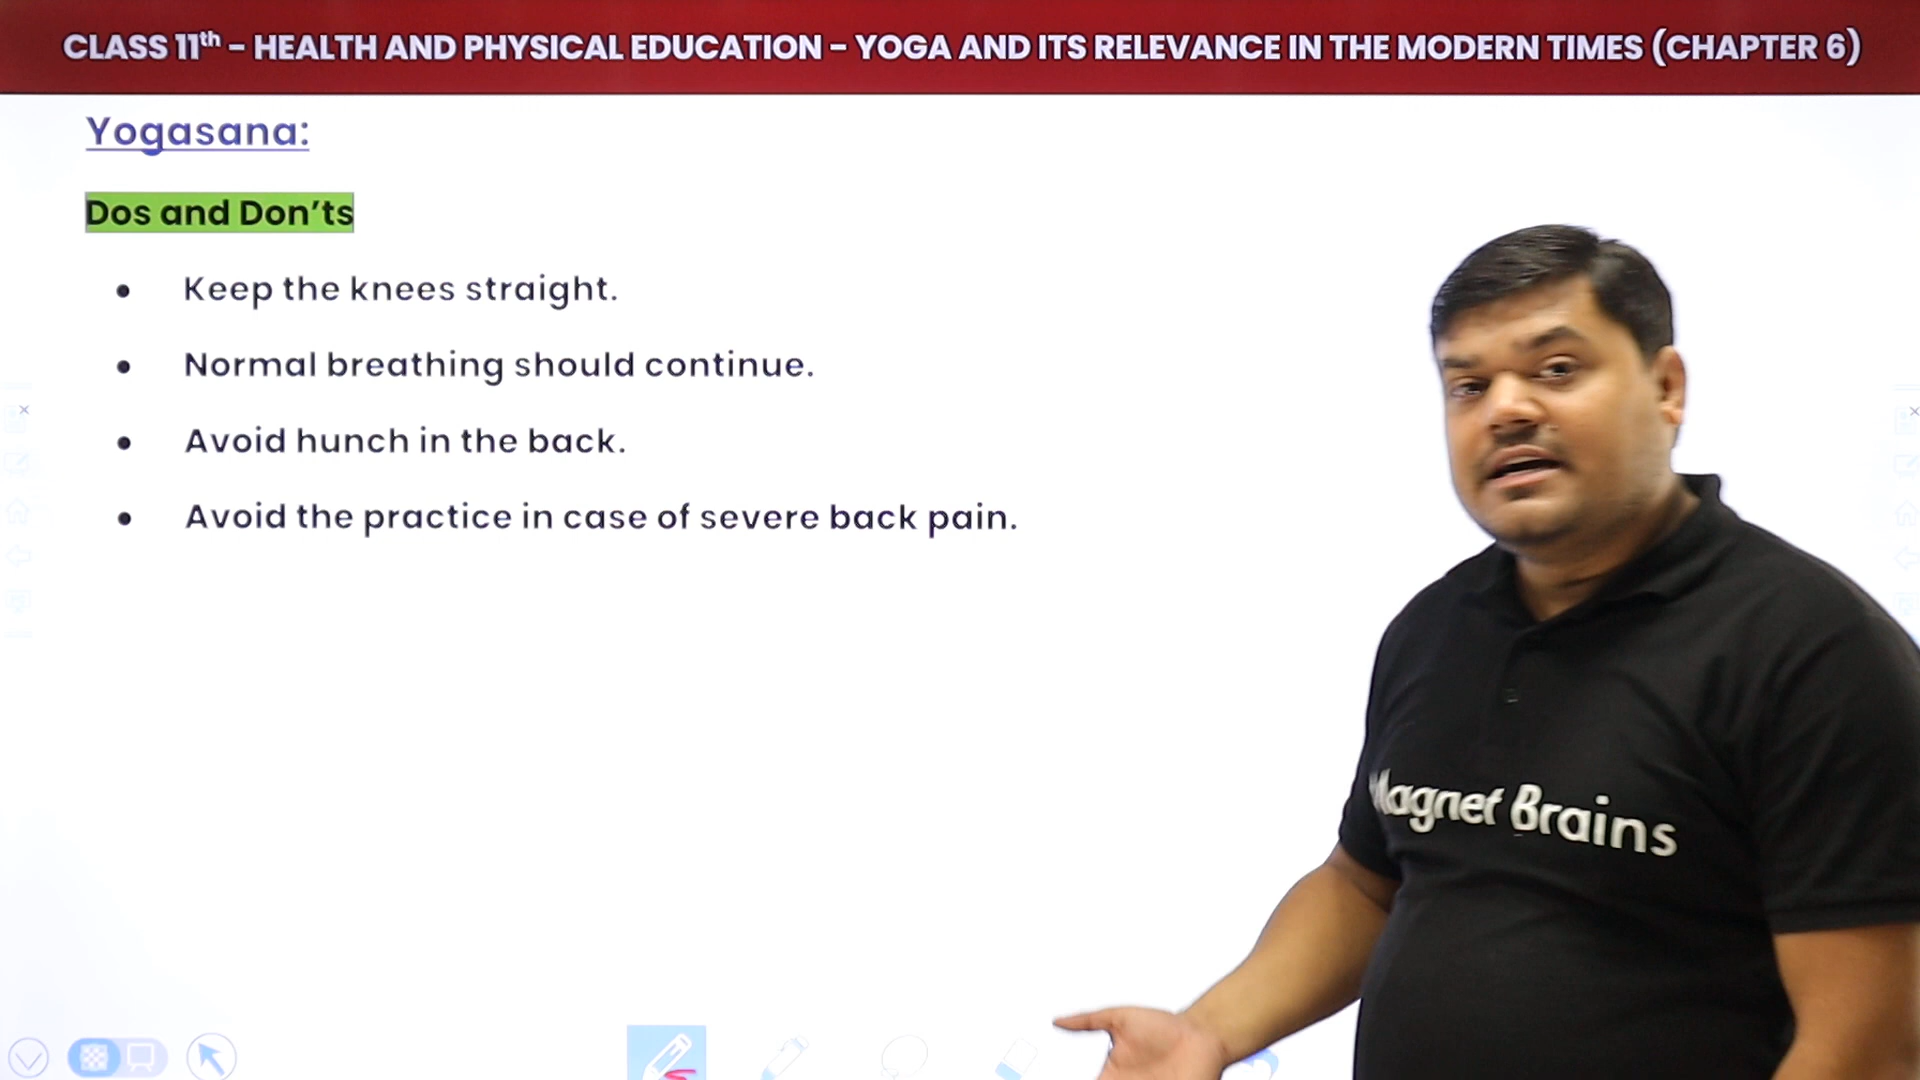 CLASS 11th – HEALTH AND PHYSICAL EDUCATION – YOGA AND ITS RELEVANCE IN THE MODERN TIMES (CHAPTER 6)
Yogasana:
Dos and Don’ts
• Keep the knees straight.
• Normal breathing should continue.
• Avoid hunch in the back.
• Avoid the practice in case of severe back pain.
Magnet Brains